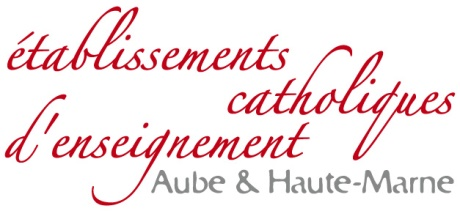 établissements
catholiques
d'enseignement
Aube & Haute-Marne